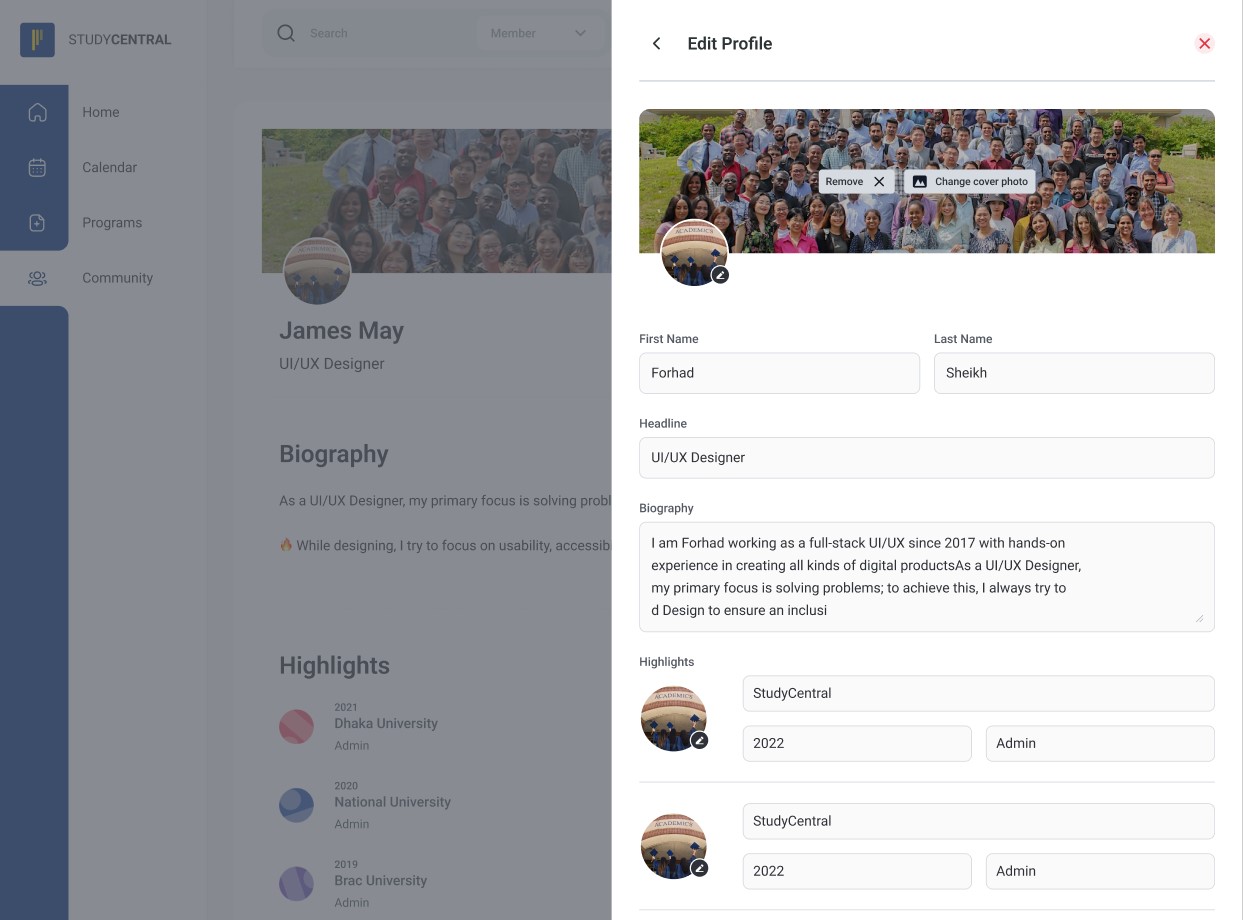 STUDYCENTRAL
Search
Member
Home
Calendar
Programs
Community
James May
UI/UX Designer
Biography
As a UI/UX Designer, my primary focus is solving probl
🔥 While designing, I try to focus on usability, accessib
Highlights
2021
Dhaka University
Admin
2020
National University
Admin
2019
Brac University
Admin
Edit Profile
Remove
Change cover photo
ACADEMICS
First Name
Last Name
Forhad
Sheikh
Headline
UI/UX Designer
Biography
I am Forhad working as a full-stack UI/UX since 2017 with hands-on
experience in creating all kinds of digital productsAs a UI/UX Designer,
my primary focus is solving problems; to achieve this, I always try to
d Design to ensure an inclusi
Highlights
ACADEMICS
StudyCentral
2022
Admin
ACADEMICS
StudyCentral
2022
Admin